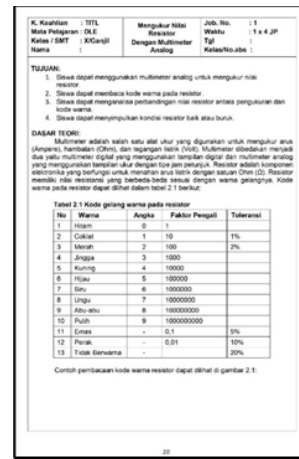 K. Keahlian : TITL
Mata Pelajaran : DLE
Kelas / SMT : X/Ganjil
Nama :
Mengukur Nilai
Resistor
Dengan Multimeter
Analog
Job. No. : 1
Waktu : 1 x 4 JP
Tgl :
Kelas/No.abs :
TUJUAN:
1. Siswa dapat menggunakan multimeter analog untuk mengukur nilai
resistor.
2. Siswa dapat membaca kode warna pada resistor.
3. Siswa dapat menganalisa perbandingan nilai resistor antara pengukuran dan
kode warna.
4. Siswa dapat menyimpulkan kondisi resistor baik atau buruk.
DASAR TEORI:
Multimeter adalah salah satu alat ukur yang digunakan untuk mengukur arus
(Ampere), hambatan (Ohm), dan tegangan listrik (Volt). Multimeter dibedakan menjadi
dua yaitu multimeter digital yang menggunakan tampilan digital dan multimeter analog
yang menggunakan tampilan ukur dengan tipe jam petunjuk. Resistor adalah komponen
elektronika yang berfungsi untuk menahan arus listrik dengan satuan Ohm (Ω). Resistor
memiliki nilai resistansi yang berbeda-beda sesuai dengan warna gelangnya. Kode
warna pada resistor dapat dilihat dalam tabel 2.1 berikut:
Tabel 2.1 Kode gelang warna pada resistor
No Warna Angka Faktor Pengali Toleransi
1 Hitam 0 1
2 Coklat 1 10 1%
3 Merah 2 100 2%
4 Jingga 3 1000
5 Kuning 4 10000
6 Hijau 5 100000
7 Biru 6 1000000
8 Ungu 7 10000000
9 Abu-abu 8 100000000
10 Putih 9 1000000000
11 Emas - 0,1 5%
12 Perak - 0,01 10%
13 Tidak Berwarna - 20%
Contoh pembacaan kode warna resistor dapat dilihat di gambar 2.1:
20